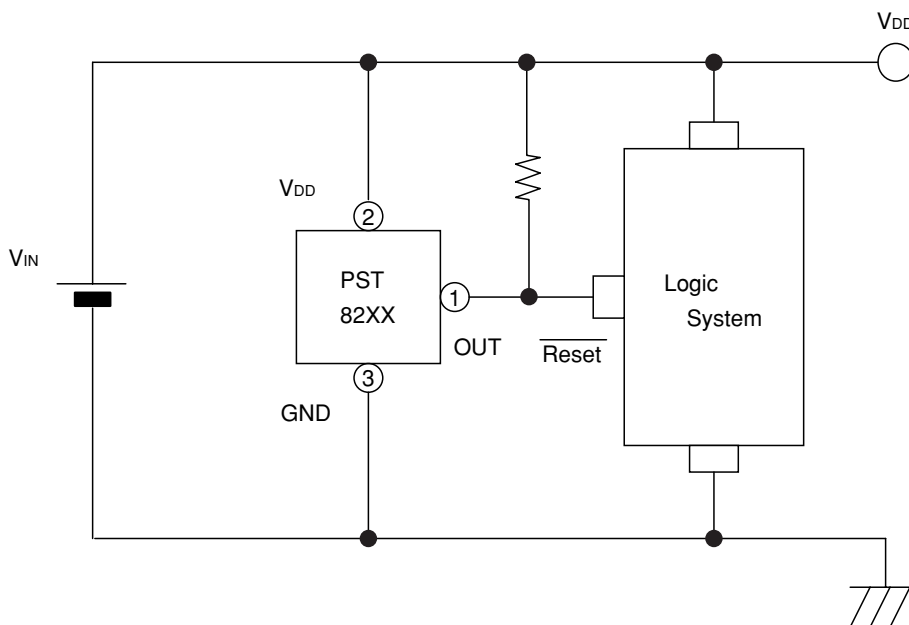 VDD
VDD
2
VIN
PST
82XX
1
OUT
Reset
Logic
System
3
GND